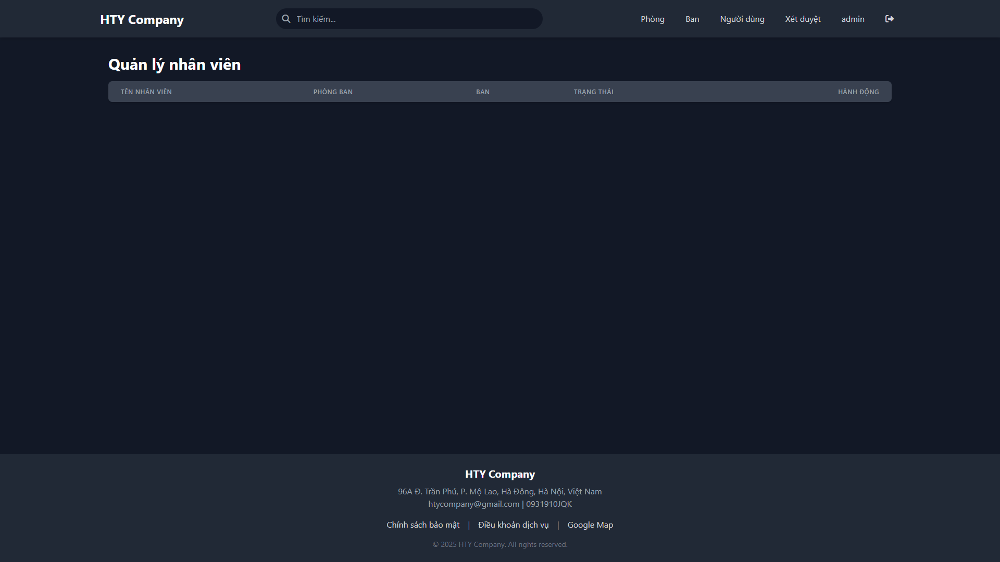 HTY Company
Tìm kiếm...
Phòng
Ban
Người dùng
Xét duyệt
admin
Quản lý nhân viên
TÊN NHÂN VIÊN
PHÒNG BAN
BAN
TRẠNG THÁI
HÀNH ĐỘNG
HTY Company
96A Đ. Trần Phú, P. Mộ Lao, Hà Đông, Hà Nội, Việt Nam
htycompany@gmail.com | 0931910JQK
Chính sách bảo mật | Điều khoản dịch vụ | Google Map
© 2025 HTY Company. All rights reserved.